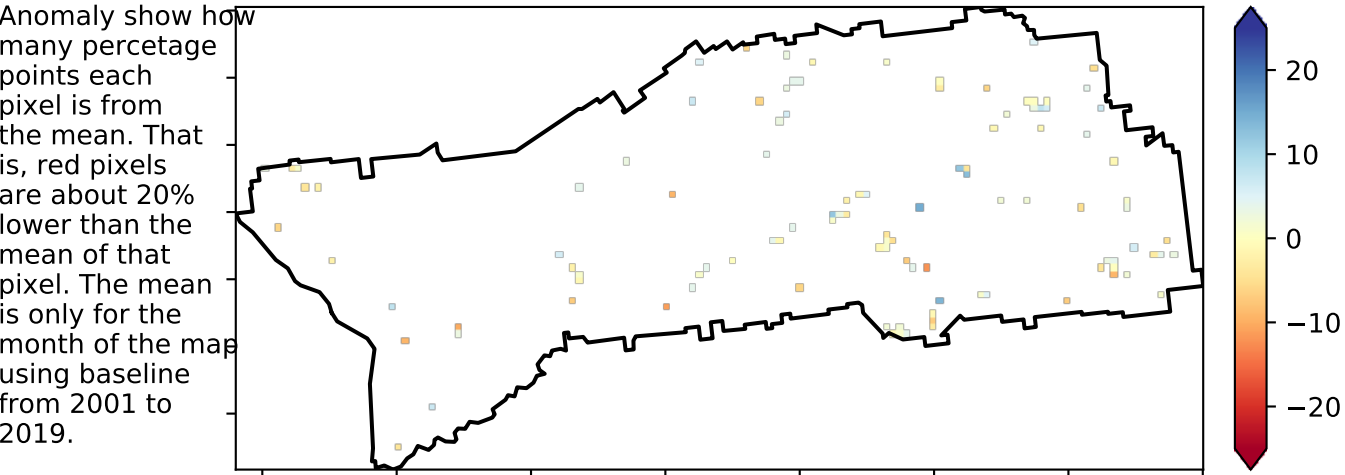 Anomaly show how
many percetage
points each
pixel is from
the mean. That
is, red pixels
are about 20%
lower than the
mean of that
pixel. The mean
is only for the
month of the map
using baseline
from 2001 to
2019.
20
10
0
−10
−20